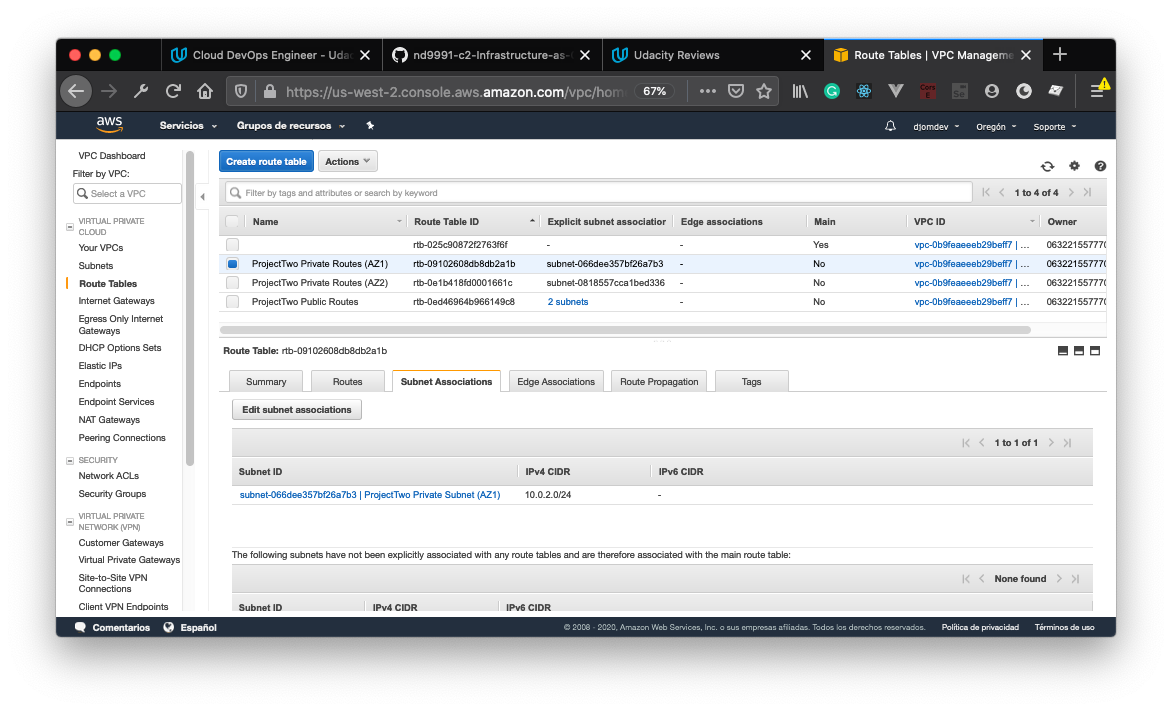 Cloud DevOps Engineer - Uda
nd9991-c2-Infrastructure-as-
Udacity Reviews
Route Tables | VPC Manageme
https://us-west-2.console.aws.amazon.com/vpc/hom
67%
aws
Servicios
Grupos de recursos
djomdev
Oregón
Soporte
VPC Dashboard
Filter by VPC:
Select a VPC
VIRTUAL PRIVATE
CLOUD
Your VPCs
Subnets
Route Tables
Internet Gateways
Egress Only Internet
Gateways
DHCP Options Sets
Elastic IPs
Endpoints
Endpoint Services
NAT Gateways
Peering Connections
SECURITY
Network ACLs
Security Groups
VIRTUAL PRIVATE
NETWORK (VPN)
Customer Gateways
Virtual Private Gateways
Site-to-Site VPN
Connections
Client VPN Endpoints
Create route table
Actions
Filter by tags and attributes or search by keyword
1 to 4 of 4
Name Route Table ID Explicit subnet association Edge associations Main VPC ID Owner
rtb-025c90872f2763f6f - - Yes vpc-0b9feaeeeb29beff7 | ... 063221557770
ProjectTwo Private Routes (AZ1) rtb-09102608db8db2a1b subnet-066dee357bf26a7b3 - No vpc-0b9feaeeeb29beff7 | ... 063221557770
ProjectTwo Private Routes (AZ2) rtb-0e1b418fd0001661c subnet-0818557cca1bed336 - No vpc-0b9feaeeeb29beff7 | ... 063221557770
ProjectTwo Public Routes rtb-0ed46964b966149c8 2 subnets - No vpc-0b9feaeeeb29beff7 | ... 063221557770
Route Table: rtb-09102608db8db2a1b
Summary
Routes
Subnet Associations
Edge Associations
Route Propagation
Tags
Edit subnet associations
1 to 1 of 1
Subnet ID IPv4 CIDR IPv6 CIDR
subnet-066dee357bf26a7b3 | ProjectTwo Private Subnet (AZ1) 10.0.2.0/24 -
The following subnets have not been explicitly associated with any route tables and are therefore associated with the main route table:
None found
Subnet ID IPv4 CIDR IPv6 CIDR
Comentarios
Español
© 2008 - 2020, Amazon Web Services, Inc. o sus empresas afiliadas. Todos los derechos reservados.
Política de privacidad
Términos de uso